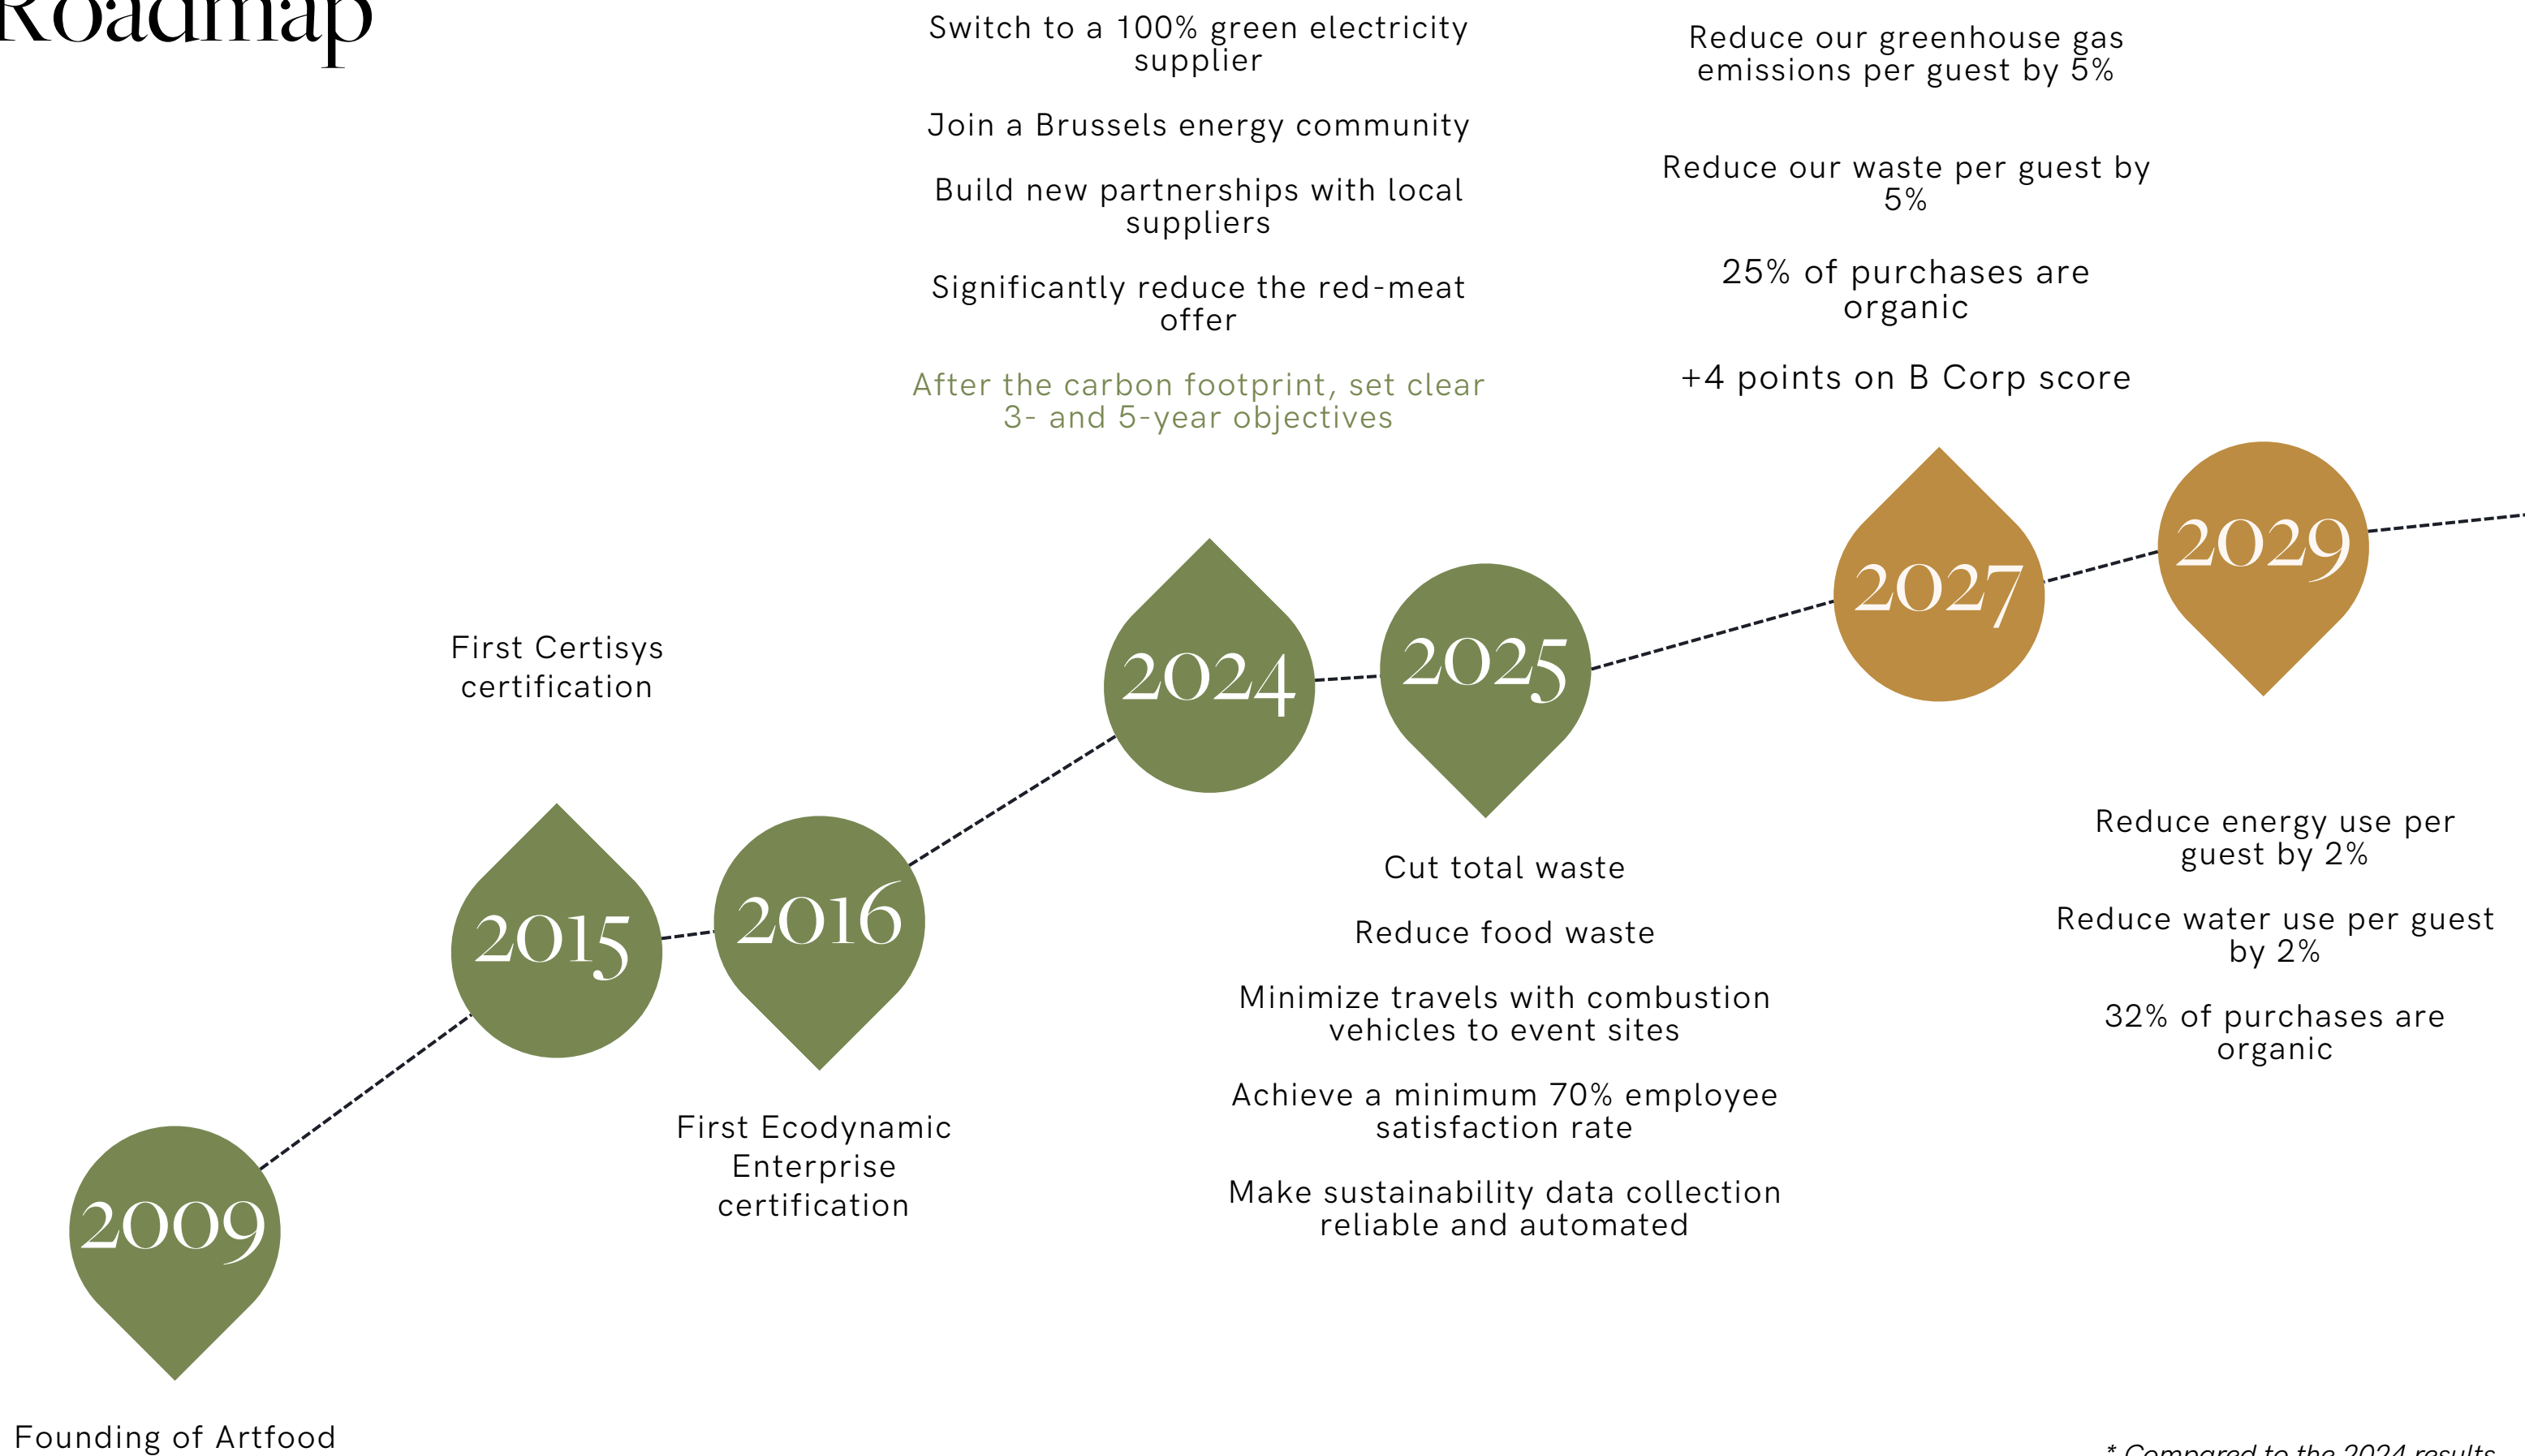 Roadmap
Switch to a 100% green electricity
supplier
Join a Brussels energy community
Build new partnerships with local
suppliers
Significantly reduce the red-meat
offer
After the carbon footprint, set clear
3- and 5-year objectives
Reduce our greenhouse gas
emissions per guest by 5%
Reduce our waste per guest by
5%
25% of purchases are
organic
+4 points on B Corp score
First Certisys
certification
2009
2015
2016
2024
2025
2027
2029
First Ecodynamic
Enterprise
certification
Cut total waste
Reduce food waste
Minimize travels with combustion
vehicles to event sites
Achieve a minimum 70% employee
satisfaction rate
Make sustainability data collection
reliable and automated
Reduce energy use per
guest by 2%
Reduce water use per guest
by 2%
32% of purchases are
organic
Founding of Artfood
* Compared to the 2024 results